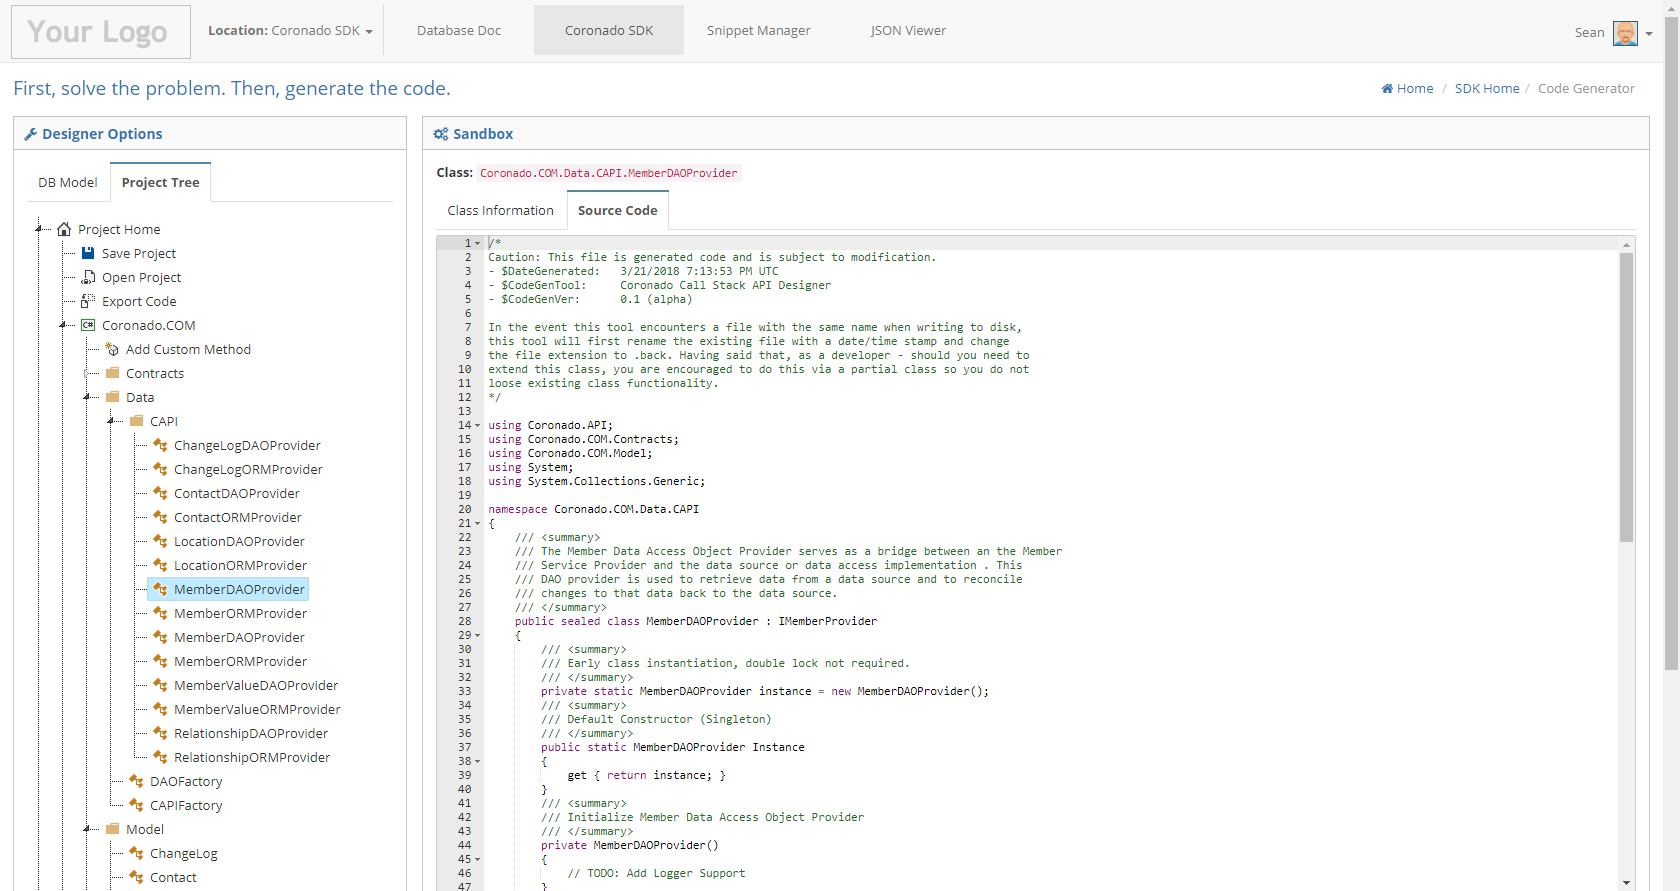 Your Logo
Location: Coronado SDK
Database Doc
Coronado SDK
Snippet Manager
JSON Viewer
Sean
First, solve the problem. Then, generate the code.
Home / SDK Home / Code Generator
Designer Options
DB Model
Project Tree
Project Home
Save Project
Open Project
Export Code
C# Coronado.COM
Add Custom Method
Contracts
Data
CAPI
ChangeLogDAOProvider
ChangeLogORMProvider
ContactDAOProvider
ContactORMProvider
LocationDAOProvider
LocationORMProvider
MemberDAOProvider
MemberORMProvider
MemberDAOProvider
MemberORMProvider
MemberValueDAOProvider
MemberValueORMProvider
RelationshipDAOProvider
RelationshipORMProvider
DAOFactory
CAPIFactory
Model
ChangeLog
Contact
Sandbox
Class: Coronado.COM.Data.CAPI.MemberDAOProvider
Class Information
Source Code
1 /*
2 Caution: This file is generated code and is subject to modification.
3 - $DateGenerated: 3/21/2018 7:13:53 PM UTC
4 - $CodeGenTool: Coronado Call Stack API Designer
5 - $CodeGenVer: 0.1 (alpha)
6
7 In the event this tool encounters a file with the same name when writing to disk,
8 this tool will first rename the existing file with a date/time stamp and change
9 the file extension to .back. Having said that, as a developer - should you need to
10 extend this class, you are encouraged to do this via a partial class so you do not
11 loose existing class functionality.
12 */
13
14 using Coronado.API;
15 using Coronado.COM.Contracts;
16 using Coronado.COM.Model;
17 using System;
18 using System.Collections.Generic;
19
20 namespace Coronado.COM.Data.CAPI
21 {
22 /// <summary>
23 /// The Member Data Access Object Provider serves as a bridge between an the Member
24 /// Service Provider and the data source or data access implementation . This
25 /// DAO provider is used to retrieve data from a data source and to reconcile
26 /// changes to that data back to the data source.
27 /// </summary>
28 public sealed class MemberDAOProvider : IMemberProvider
29 {
30 /// <summary>
31 /// Early class instantiation, double lock not required.
32 /// </summary>
33 private static MemberDAOProvider instance = new MemberDAOProvider();
34 /// <summary>
35 /// Default Constructor (Singleton)
36 /// </summary>
37 public static MemberDAOProvider Instance
38 {
39 get { return instance; }
40 }
41 /// <summary>
42 /// Initialize Member Data Access Object Provider
43 /// </summary>
44 private MemberDAOProvider()
45 {
46 // TODO: Add Logger Support
47 }